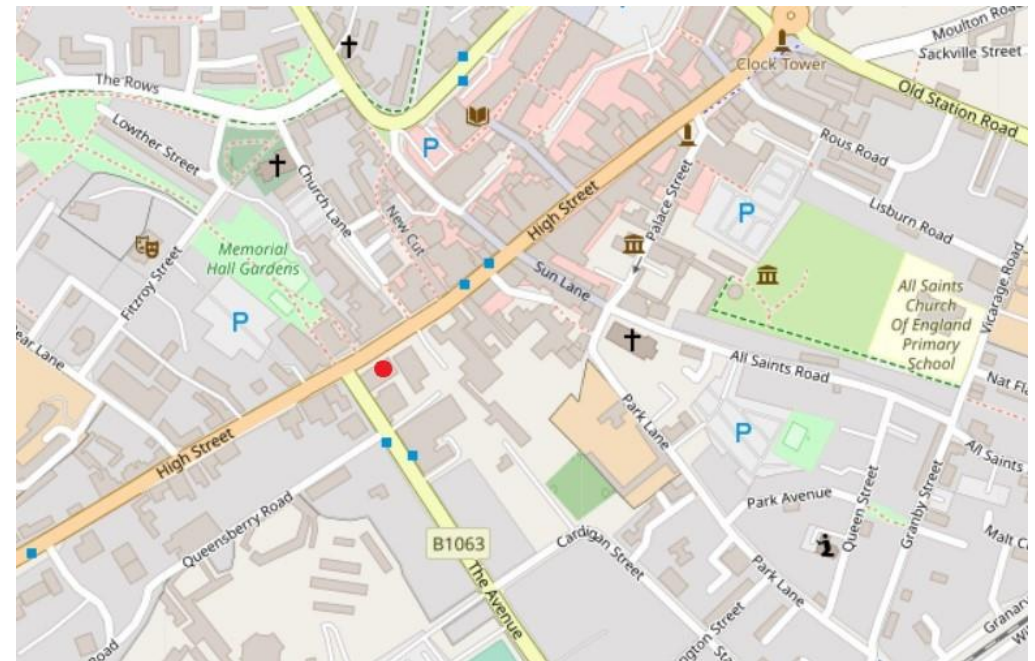 Moulton Road
Sackville Street
Clock Tower
The Rows
Old Station Road
P
Lowther Street
Rous Road
P
Church Lane
High Street
Palace Street
P
Lisburn Road
New Cut
Memorial
Hall Gardens
Sun Lane
Vicarage Road
Fitzroy Street
All Saints
Church
Of England
Primary
School
P
All Saints Road
Park Lane
High Street
P
All Saints
Queen Street
Granby Street
Park Avenue
Queensberry Road
B1063
Cardigan Street
The Avenue
Park Lane
Street